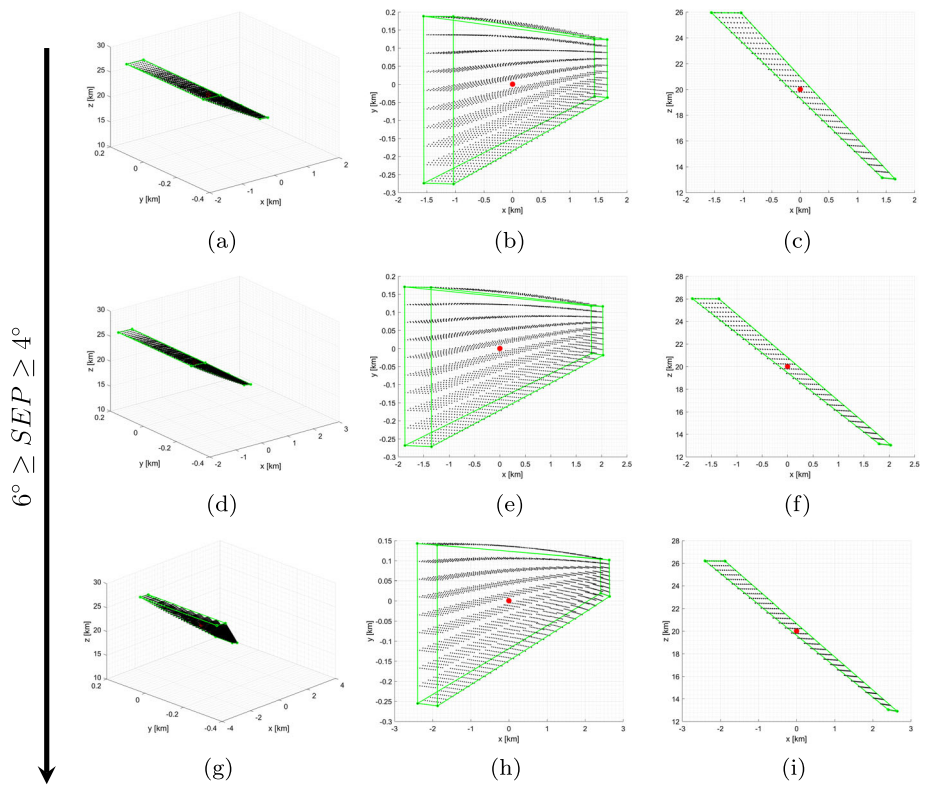 6° ≥ SEP ≥ 4°
30
25
20
15
10
z [km]
0.2
0
-0.2
-0.4
y [km]
-2
-1
0
1
2
x [km]
(a)
0.2
0.15
0.1
0.05
0
-0.05
-0.1
-0.15
-0.2
-0.25
-0.3
y [km]
-2 -1.5 -1 -0.5 0 0.5 1 1.5 2
x [km]
(b)
26
24
22
20
18
16
14
12
z [km]
-2 -1.5 -1 -0.5 0 0.5 1 1.5 2
x [km]
(c)
30
25
20
15
10
z [km]
0.2
0
-0.2
-0.4
y [km]
-2
-1
0
1
2
3
x [km]
(d)
0.2
0.15
0.1
0.05
0
-0.05
-0.1
-0.15
-0.2
-0.25
-0.3
y [km]
-2 -1.5 -1 -0.5 0 0.5 1 1.5 2 2.5
x [km]
(e)
28
26
24
22
20
18
16
14
12
z [km]
-2 -1.5 -1 -0.5 0 0.5 1 1.5 2 2.5
x [km]
(f)
30
25
20
15
10
z [km]
0.2
0
-0.2
-0.4
y [km]
-4
-2
0
2
4
x [km]
(g)
0.15
0.1
0.05
0
-0.05
-0.1
-0.15
-0.2
-0.25
-0.3
y [km]
3 -2 -1 0 1 2 3
x [km]
(h)
28
26
24
22
20
18
16
14
12
z [km]
3 -2 -1 0 1 2 3
x [km]
(i)